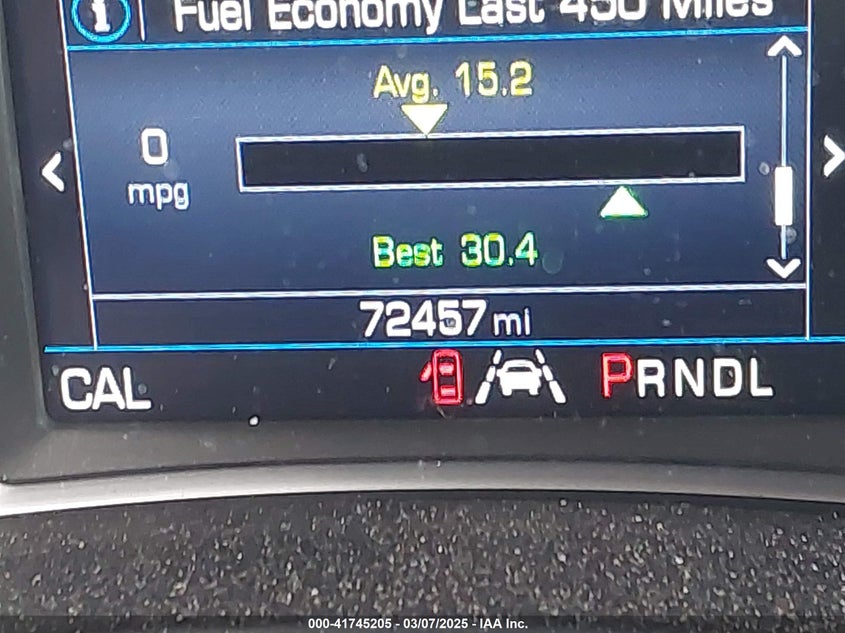 Fuel Economy Last 450 Miles
Avg. 15.2
0
mpg
Best 30.4
72457 mi
CAL
PRNDL
000-41745205 - 03/07/2025 - IAA Inc.